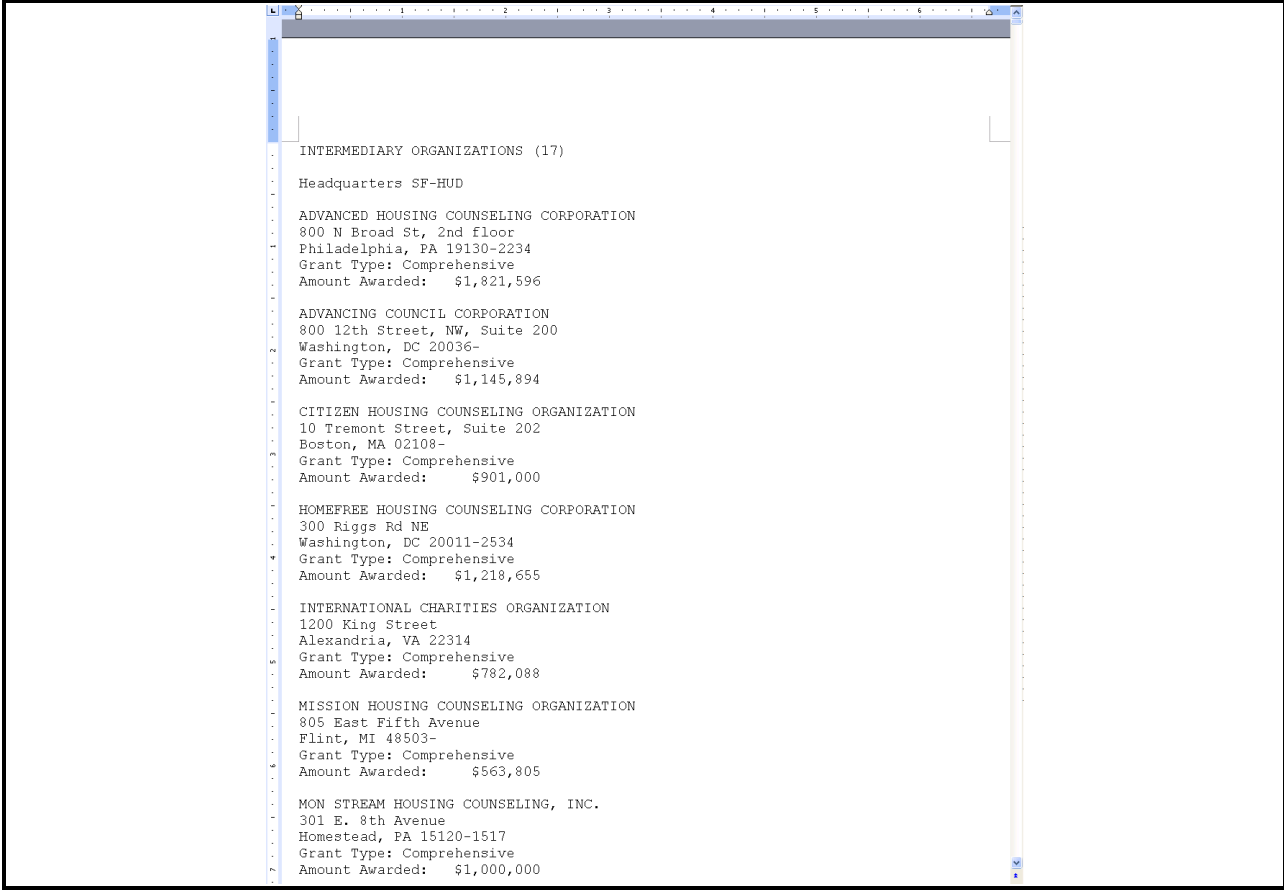 1 2 3 4 5 6
INTERMEDIARY ORGANIZATIONS (17)
Headquarters SF-HUD
ADVANCED HOUSING COUNSELING CORPORATION
800 N Broad St, 2nd floor
Philadelphia, PA 19130-2234
Grant Type: Comprehensive
Amount Awarded:   $1,821,596
ADVANCING COUNCIL CORPORATION
800 12th Street, NW, Suite 200
Washington, DC 20036-
Grant Type: Comprehensive
Amount Awarded:   $1,145,894
CITIZEN HOUSING COUNSELING ORGANIZATION
10 Tremont Street, Suite 202
Boston, MA 02108-
Grant Type: Comprehensive
Amount Awarded:     $901,000
HOMEFREE HOUSING COUNSELING CORPORATION
300 Riggs Rd NE
Washington, DC 20011-2534
Grant Type: Comprehensive
Amount Awarded:   $1,218,655
INTERNATIONAL CHARITIES ORGANIZATION
1200 King Street
Alexandria, VA 22314
Grant Type: Comprehensive
Amount Awarded:     $782,088
MISSION HOUSING COUNSELING ORGANIZATION
805 East Fifth Avenue
Flint, MI 48503-
Grant Type: Comprehensive
Amount Awarded:     $563,805
MON STREAM HOUSING COUNSELING, INC.
301 E. 8th Avenue
Homestead, PA 15120-1517
Grant Type: Comprehensive
Amount Awarded:   $1,000,000